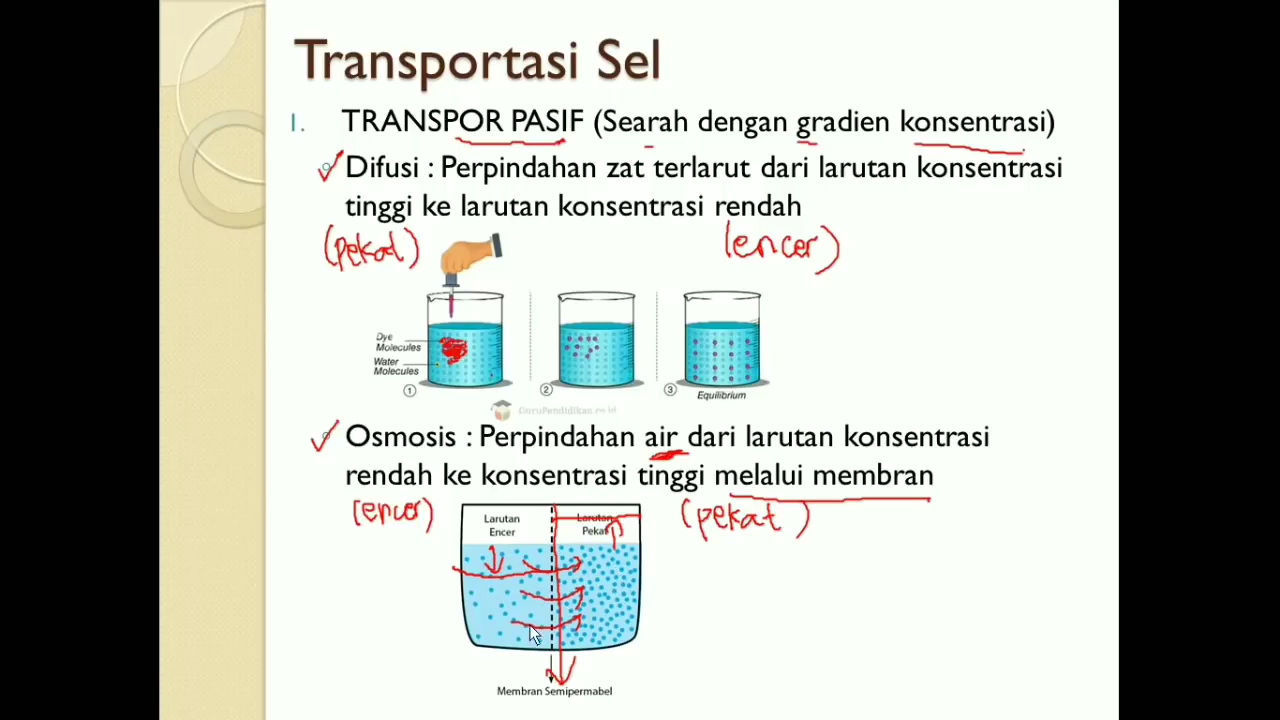 Transportasi Sel
1. TRANSPOR PASIF (Searah dengan gradien konsentrasi)
Difusi : Perpindahan zat terlarut dari larutan konsentrasi
tinggi ke larutan konsentrasi rendah
(pekat) (encer)
Dye
Molecules
Water
Molecules
1 2 3
Equilibrium
GuruPendidikan.co.id
Osmosis : Perpindahan air dari larutan konsentrasi
rendah ke konsentrasi tinggi melalui membran
(encer) (pekat)
Larutan
Encer
Larutan
Pekat
Membran Semipermabel